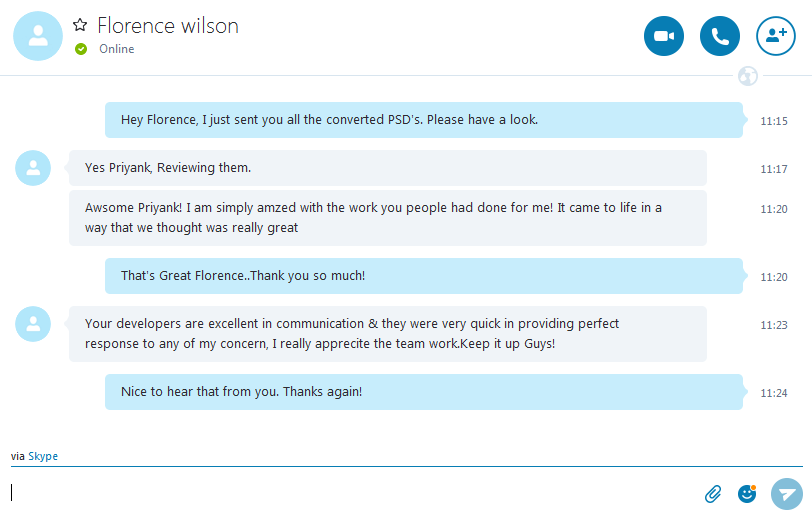 Florence wilson
Online
Hey Florence, I just sent you all the converted PSD's. Please have a look.
11:15
Yes Priyank, Reviewing them.
11:17
Awsome Priyank! I am simply amzed with the work you people had done for me! It came to life in a
way that we thought was really great
11:20
That's Great Florence..Thank you so much!
11:20
Your developers are excellent in communication & they were very quick in providing perfect
response to any of my concern, I really apprecite the team work.Keep it up Guys!
11:23
Nice to hear that from you. Thanks again!
11:24
via Skype